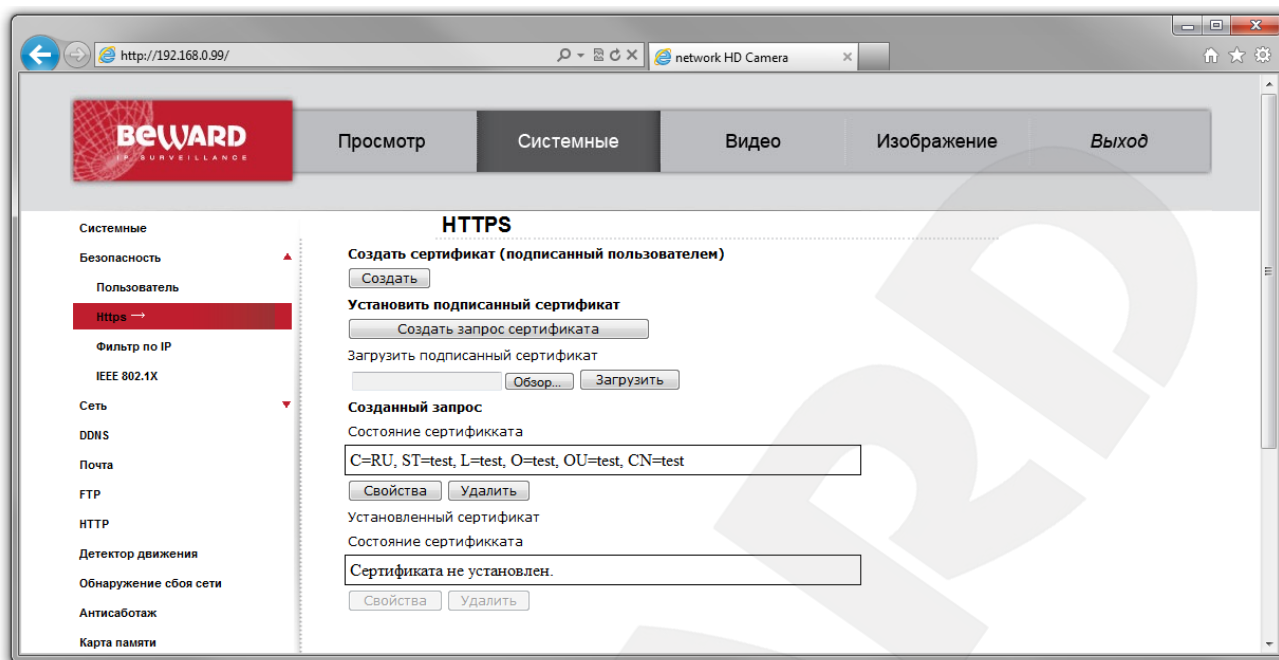 http://192.168.0.99/
network HD Camera
BEWARD
IP SURVEILLANCE
Просмотр
Системные
Видео
Изображение
Выход
Системные
Безопасность
Пользователь
Https →
Фильтр по IP
IEEE 802.1X
Сеть
DDNS
Почта
FTP
HTTP
Детектор движения
Обнаружение сбоя сети
Антисаботаж
Карта памяти
HTTPS
Создать сертификат (подписанный пользователем)
Создать
Установить подписанный сертификат
Создать запрос сертификата
Загрузить подписанный сертификат
Обзор... Загрузить
Созданный запрос
Состояние сертификката
C=RU, ST=test, L=test, O=test, OU=test, CN=test
Свойства Удалить
Установленный сертификат
Состояние сертификката
Сертификата не установлен.
Свойства Удалить